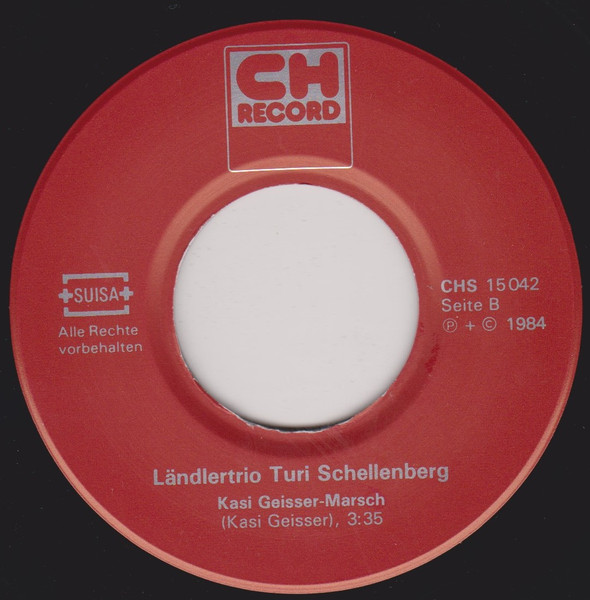 CH
RECORD
+SUISA+
Alle Rechte
vorbehalten
CHS 15042
Seite B
Ⓟ + © 1984
Ländlertrio Turi Schellenberg
Kasi Geisser-Marsch
(Kasi Geisser), 3:35